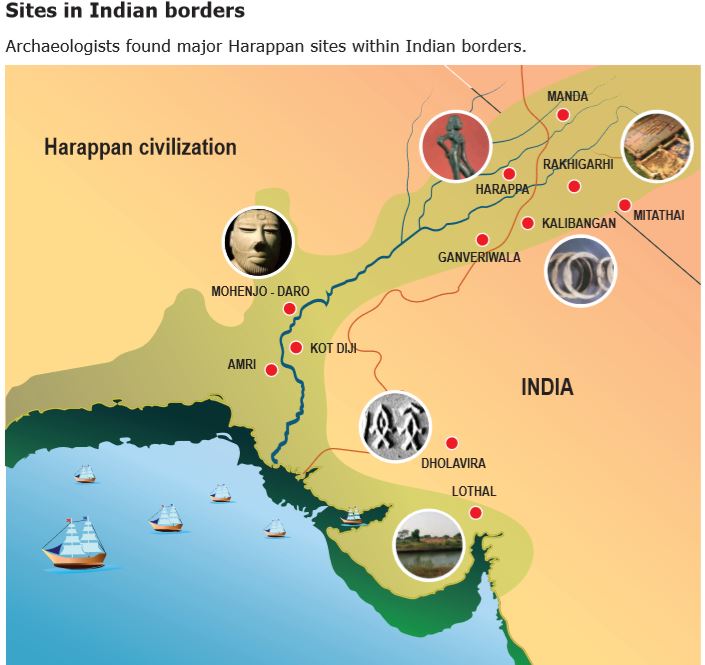 Sites in Indian borders
Archaeologists found major Harappan sites within Indian borders.
MANDA
Harappan civilization
RAKHIGARHI
HARAPPA
MITATHAI
KALIBANGAN
GANVERIWALA
MOHENJO - DARO
KOT DIJI
AMRI
INDIA
DHOLAVIRA
LOTHAL